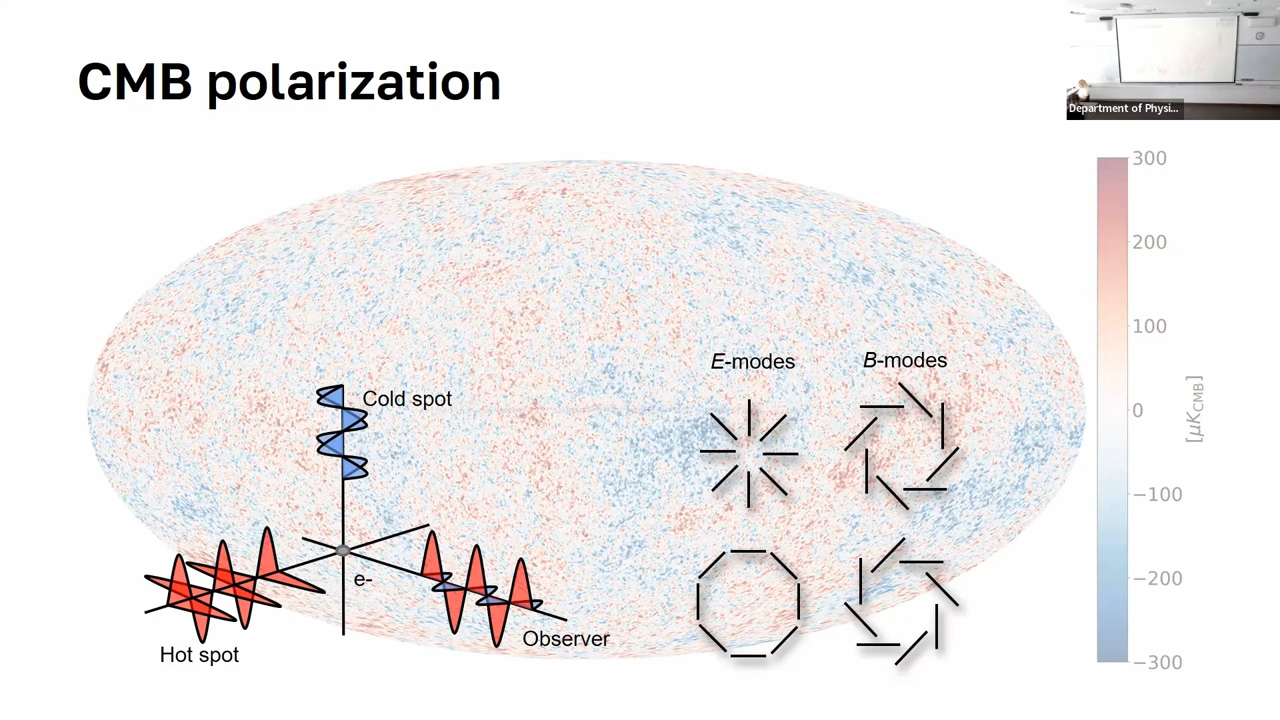 CMB polarization
Department of Physi...
300
200
100
0
−100
−200
−300
[μK_CMB]
E-modes
B-modes
Cold spot
e-
Observer
Hot spot